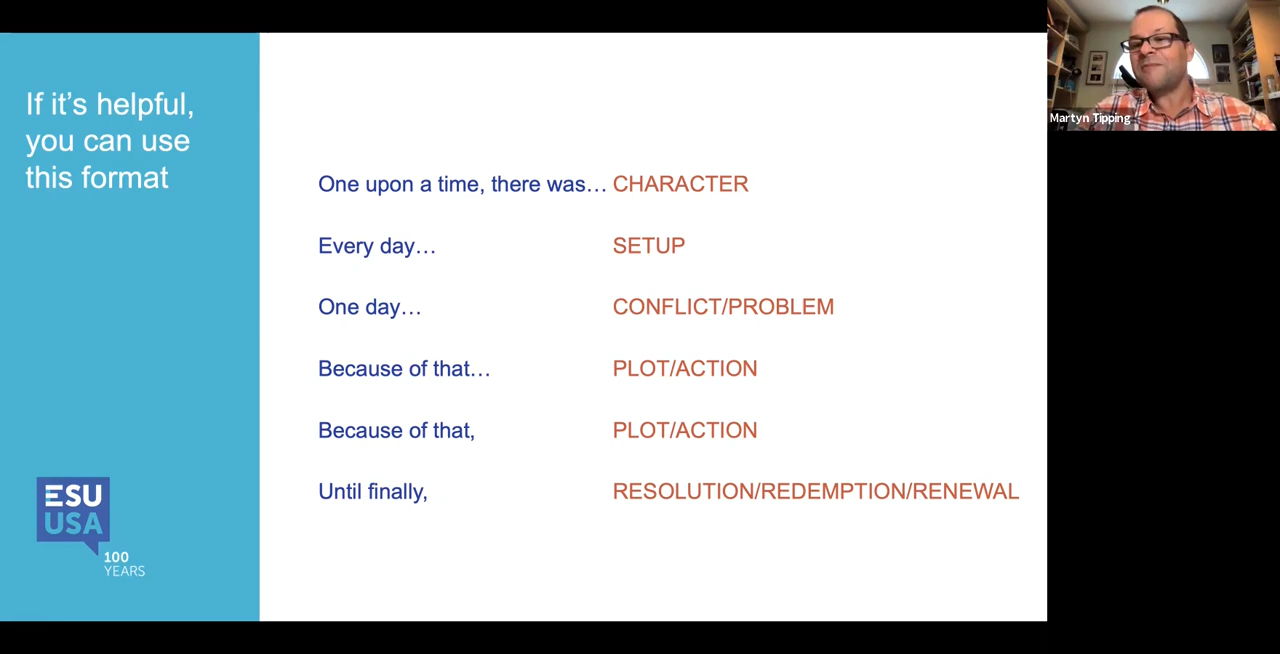 If it's helpful,
you can use
this format
One upon a time, there was… CHARACTER
Every day… SETUP
One day… CONFLICT/PROBLEM
Because of that… PLOT/ACTION
Because of that, PLOT/ACTION
Until finally, RESOLUTION/REDEMPTION/RENEWAL
ESU
USA
100
YEARS
Martyn Tipping